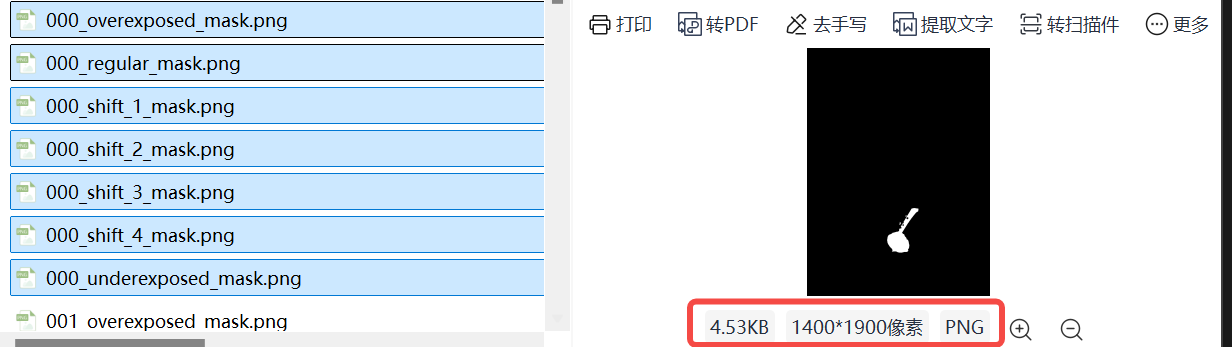 000_overexposed_mask.png
000_regular_mask.png
000_shift_1_mask.png
000_shift_2_mask.png
000_shift_3_mask.png
000_shift_4_mask.png
000_underexposed_mask.png
001_overexposed_mask.png
打印 转PDF 去手写 提取文字 转扫描件 更多
4.53KB 1400*1900像素 PNG